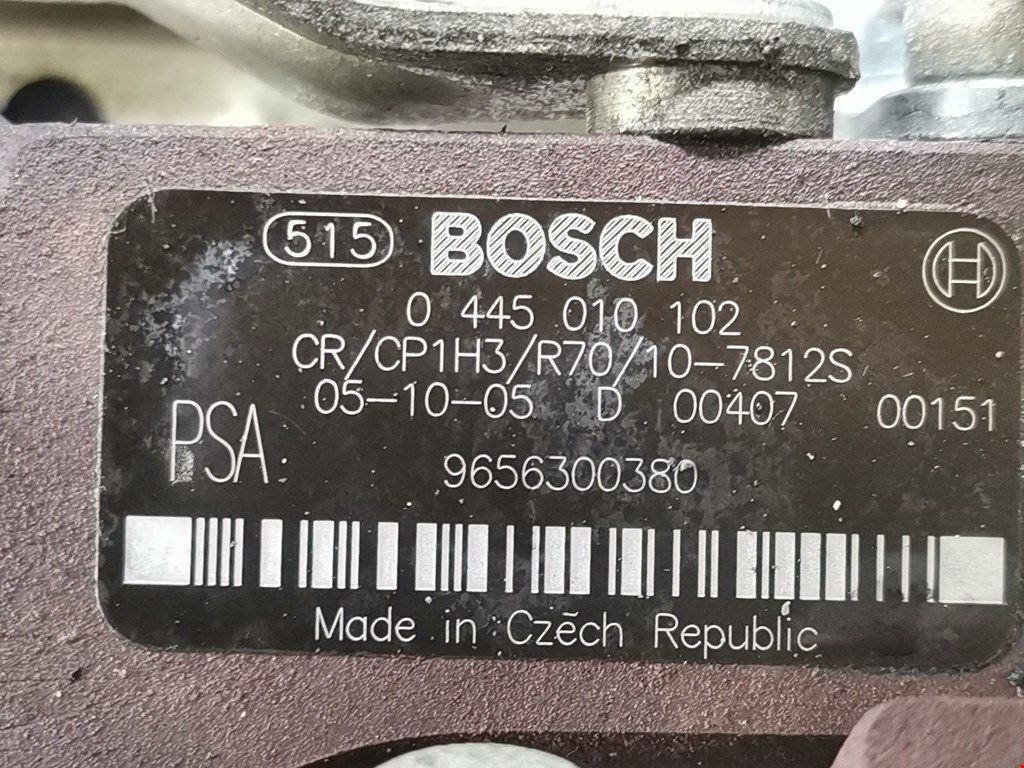 515 BOSCH
0 445 010 102
CR/CP1H3/R70/10-7812S
05-10-05 D 00407 00151
PSA 9656300380
Made in Czech Republic